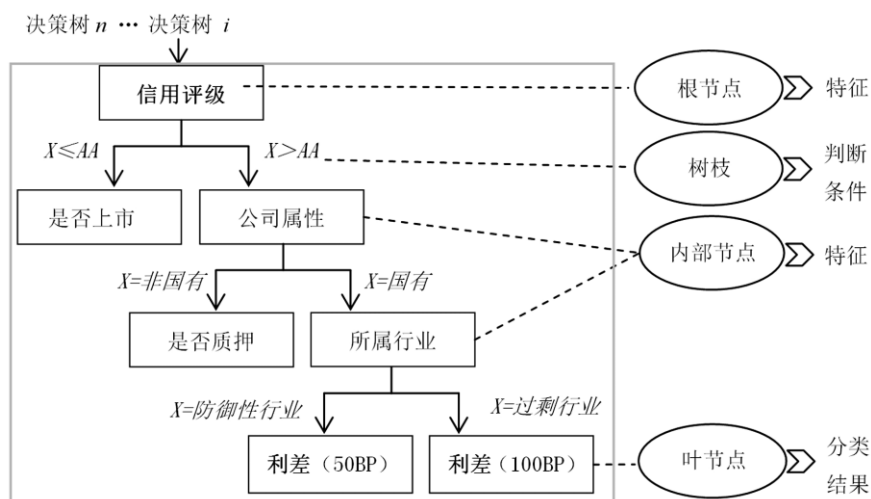 决策树 n ··· 决策树 i
信用评级
根节点
特征
X≤AA
X＞AA
树枝
判断
条件
是否上市
公司属性
内部节点
特征
X=非国有
X=国有
是否质押
所属行业
X=防御性行业
X=过剩行业
利差（50BP）
利差（100BP）
叶节点
分类
结果